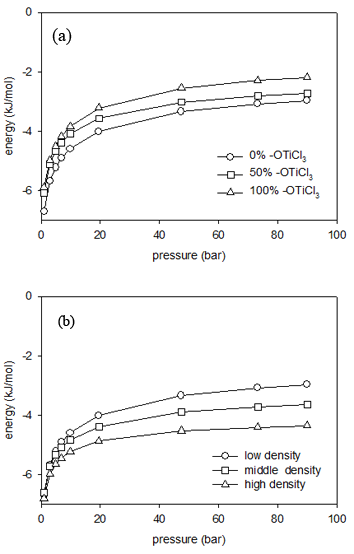 (a)
energy (kJ/mol)
0
-2
-4
-6
0% -OTiCl₃
50% -OTiCl₃
100% -OTiCl₃
0 20 40 60 80 100
pressure (bar)
(b)
energy (kJ/mol)
0
-2
-4
-6
low density
middle density
high density
0 20 40 60 80 100
pressure (bar)